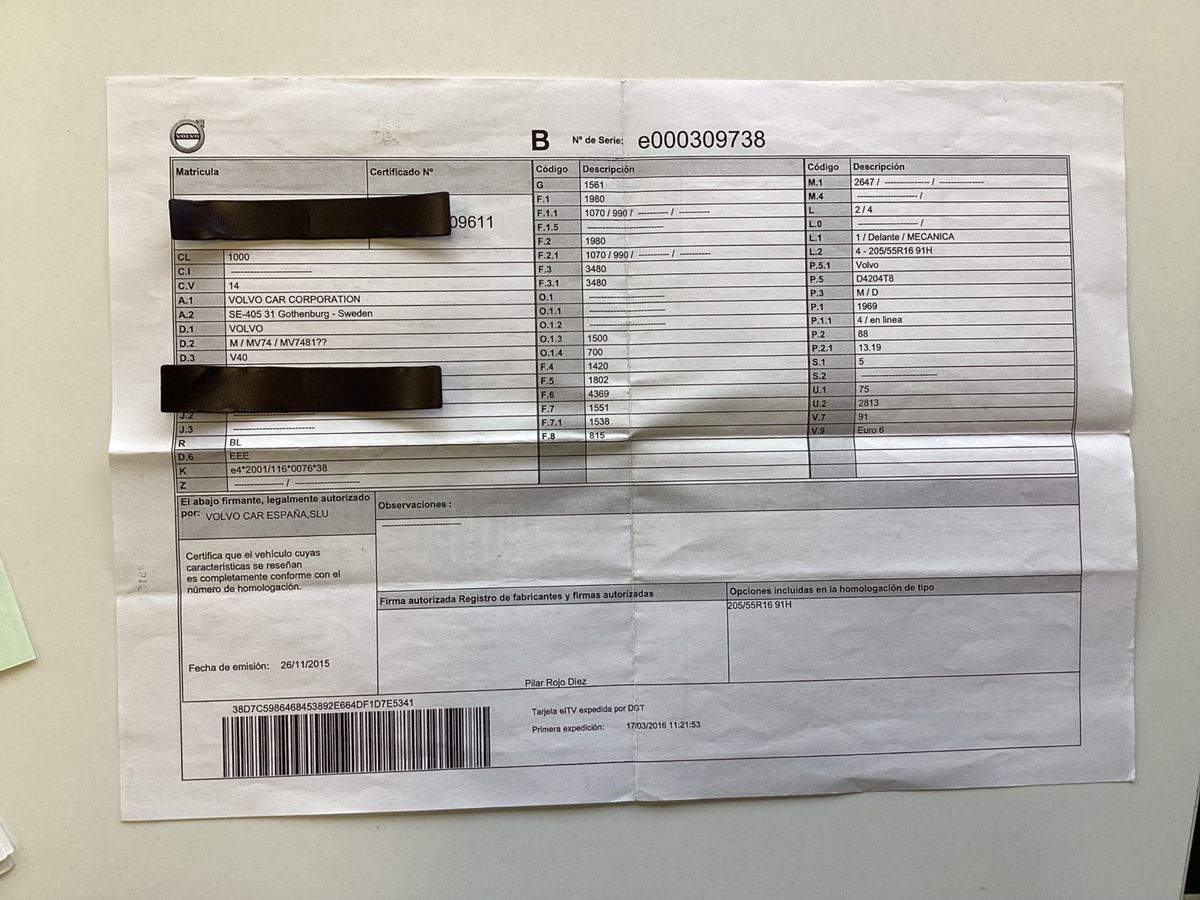 VOLVO
B Nº de Serie: e000309738
Matrícula
Certificado Nº
09611
CL 1000
C.I ----------------------
C.V 14
A.1 VOLVO CAR CORPORATION
A.2 SE-405 31 Gothenburg - Sweden
D.1 VOLVO
D.2 M / MV74 / MV7481??
D.3 V40
J.2 ----------------------
J.3 ----------------------
R BL
D.6 EEE
K e4*2001/116*0076*38
Z -------------- / ------------------
Código Descripción
G 1561
F.1 1980
F.1.1 1070 / 990 / --------- / ---------
F.1.5 ----------------------
F.2 1980
F.2.1 1070 / 990 / --------- / ---------
F.3 3480
F.3.1 3480
O.1 ----------------------
O.1.1 ----------------------
O.1.2 ----------------------
O.1.3 1500
O.1.4 700
F.4 1420
F.5 1802
F.6 4369
F.7 1551
F.7.1 1538
F.8 815
Código Descripción
M.1 2647 / ------------- / -------------
M.4 ----------------- /
L 2 / 4
L.0 ----------------- /
L.1 1 / Delante / MECANICA
L.2 4 - 205/55R16 91H
P.5.1 Volvo
P.5 D4204T8
P.3 M / D
P.1 1969
P.1.1 4 / en linea
P.2 88
P.2.1 13.19
S.1 5
S.2 ----------------------
U.1 75
U.2 2813
V.7 91
V.9 Euro 6
El abajo firmante, legalmente autorizado
por: VOLVO CAR ESPAÑA,SLU
Certifica que el vehículo cuyas
características se reseñan
es completamente conforme con el
número de homologación.
Fecha de emisión: 26/11/2015
Observaciones :
----------------------
Firma autorizada Registro de fabricantes y firmas autorizadas
Pilar Rojo Diez
Opciones incluidas en la homologación de tipo
205/55R16 91H
38D7C5986468453892E664DF1D7E5341
Tarjeta eITV expedida por DGT
Primera expedición: 17/03/2016 11:21:53